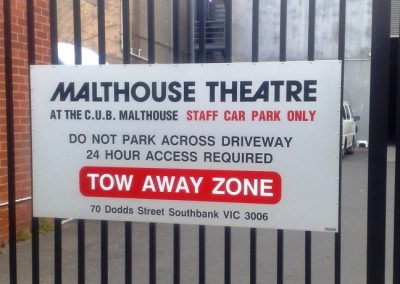 MALTHOUSE THEATRE
AT THE C.U.B. MALTHOUSE STAFF CAR PARK ONLY
DO NOT PARK ACROSS DRIVEWAY
24 HOUR ACCESS REQUIRED
TOW AWAY ZONE
70 Dodds Street Southbank VIC 3006